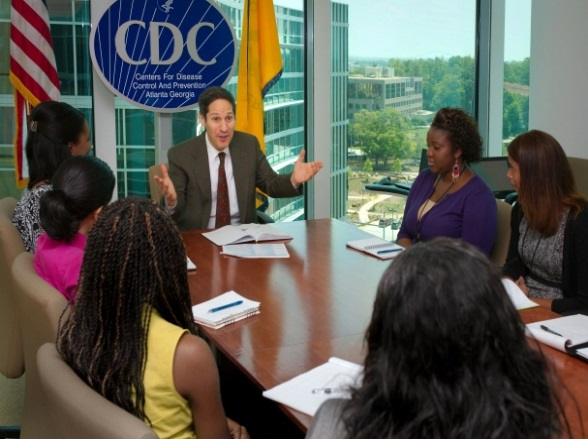 CDC
Centers For Disease
Control And Prevention
Atlanta Georgia